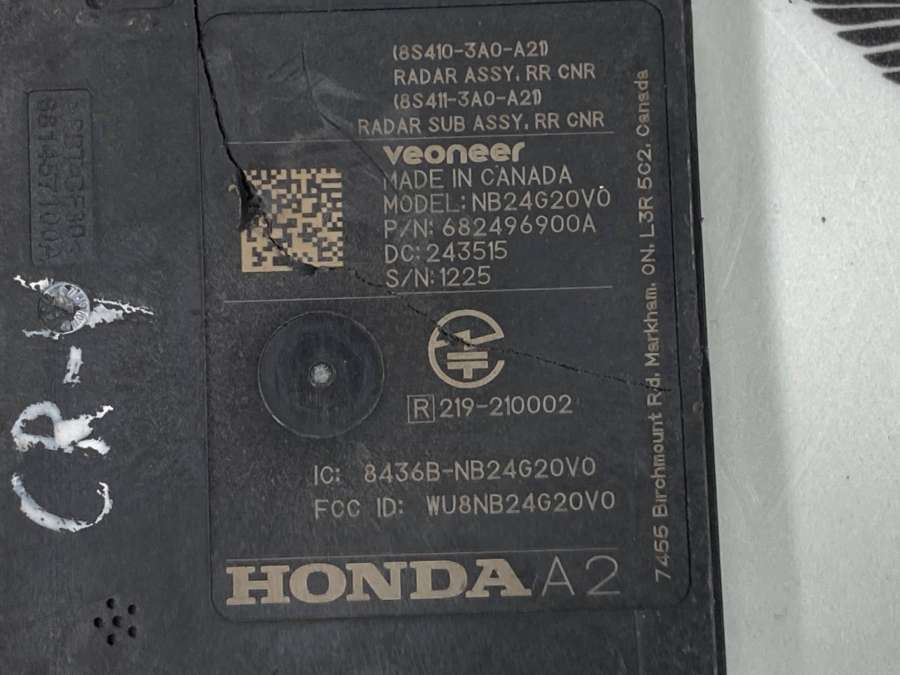 (8S410-3A0-A21)
RADAR ASSY, RR CNR
(8S411-3A0-A21)
RADAR SUB ASSY, RR CNR
veoneer
MADE IN CANADA
MODEL: NB24G20V0
P/N: 682496900A
DC: 243515
S/N: 1225
R 219-210002
IC: 8436B-NB24G20V0
FCC ID: WU8NB24G20V0
HONDA A2
7455 Birchmount Rd, Markham, ON, L3R 5C2, Canada
CR-V